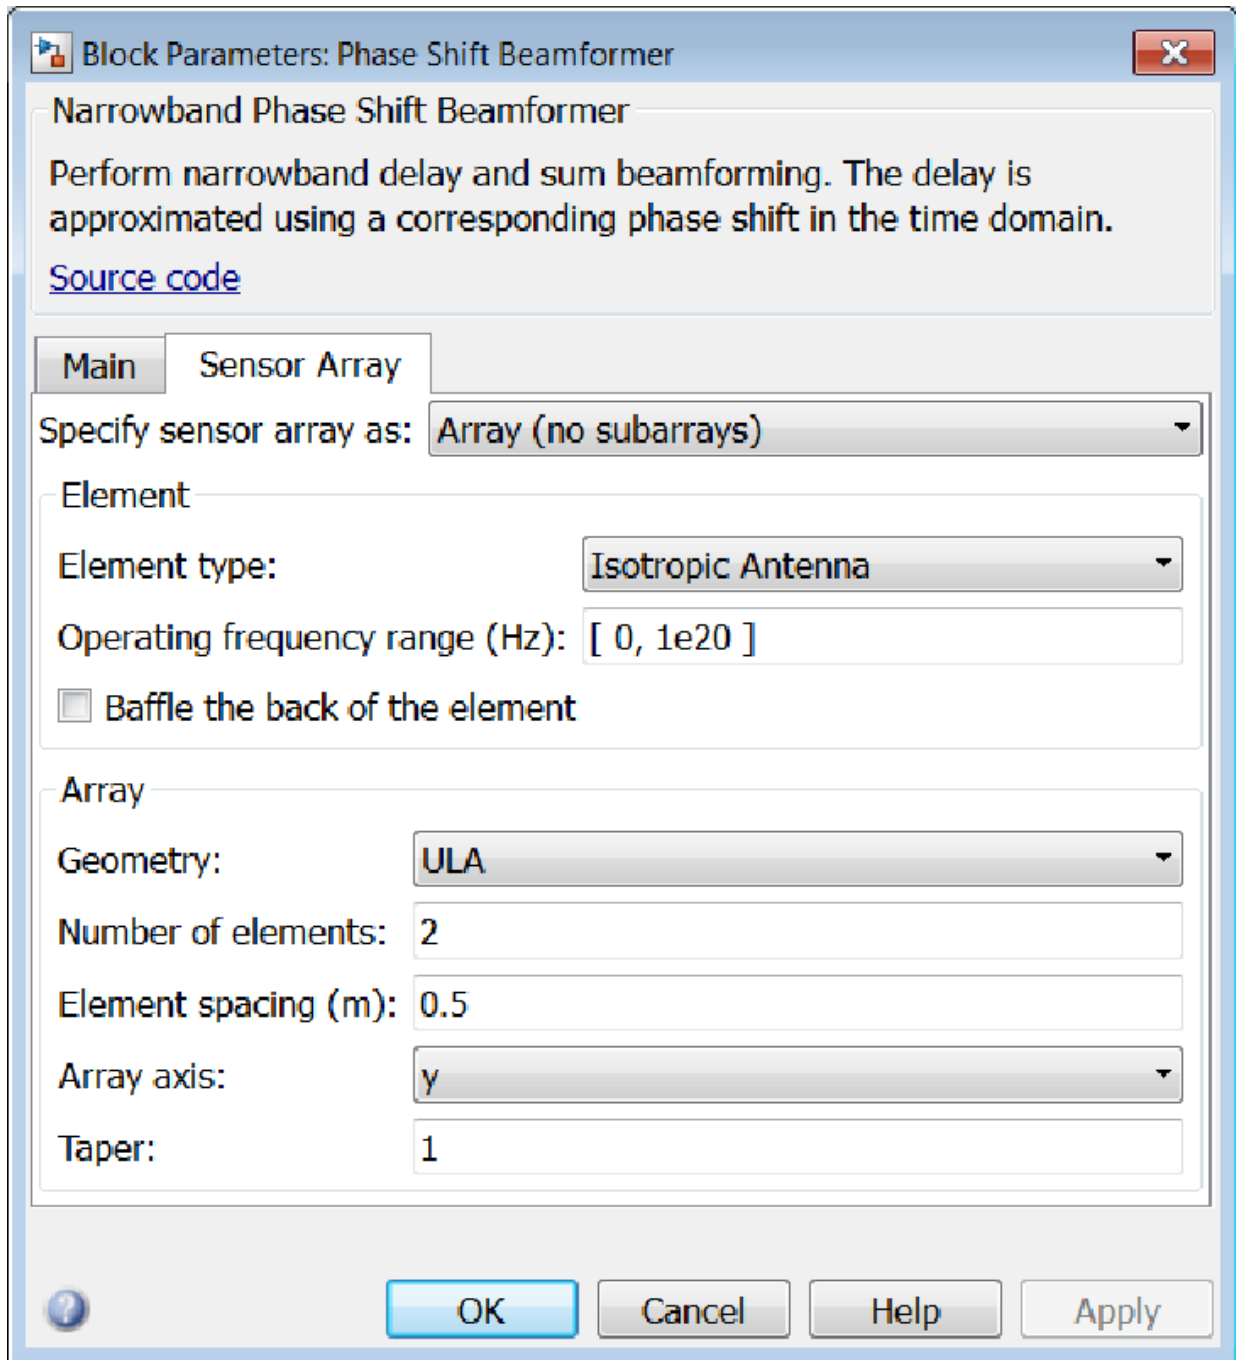 Block Parameters: Phase Shift Beamformer
Narrowband Phase Shift Beamformer
Perform narrowband delay and sum beamforming. The delay is
approximated using a corresponding phase shift in the time domain.
Source code
Main Sensor Array
Specify sensor array as: Array (no subarrays)
Element
Element type: Isotropic Antenna
Operating frequency range (Hz): [ 0, 1e20 ]
Baffle the back of the element
Array
Geometry: ULA
Number of elements: 2
Element spacing (m): 0.5
Array axis: y
Taper: 1
? OK Cancel Help Apply